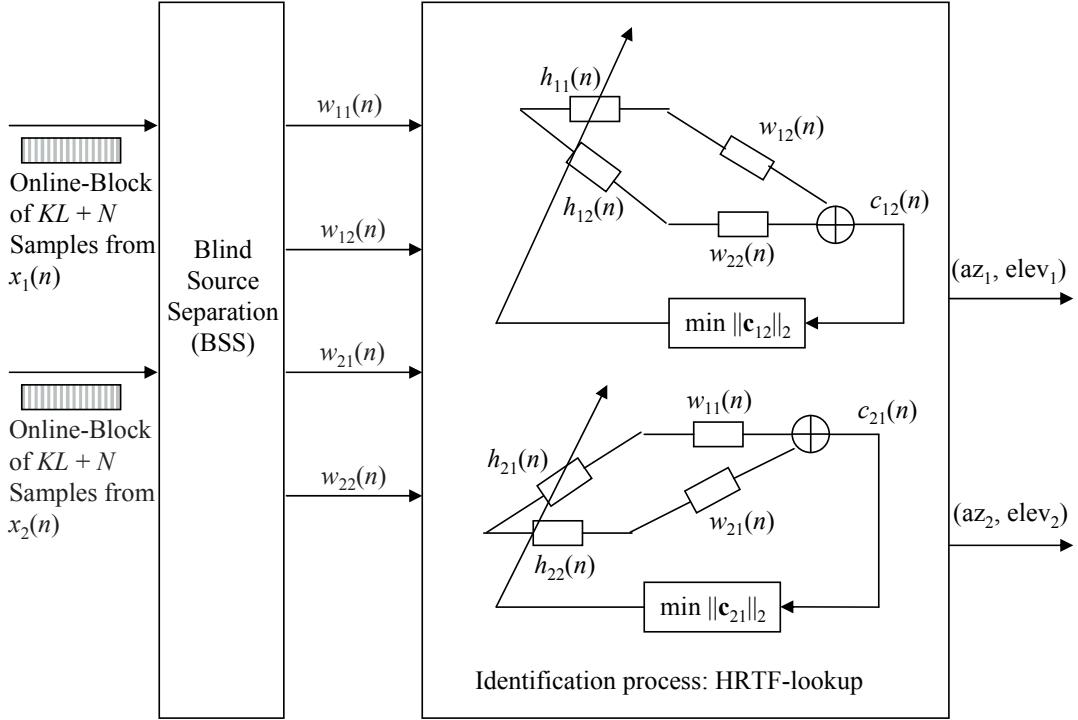 Online-Block
of KL + N
Samples from
x₁(n)
Online-Block
of KL + N
Samples from
x₂(n)
Blind
Source
Separation
(BSS)
w₁₁(n)
w₁₂(n)
w₂₁(n)
w₂₂(n)
h₁₁(n)
w₁₂(n)
h₁₂(n)
w₂₂(n)
c₁₂(n)
min ||c₁₂||₂
w₁₁(n)
c₂₁(n)
h₂₁(n)
w₂₁(n)
h₂₂(n)
min ||c₂₁||₂
Identification process: HRTF-lookup
(az₁, elev₁)
(az₂, elev₂)